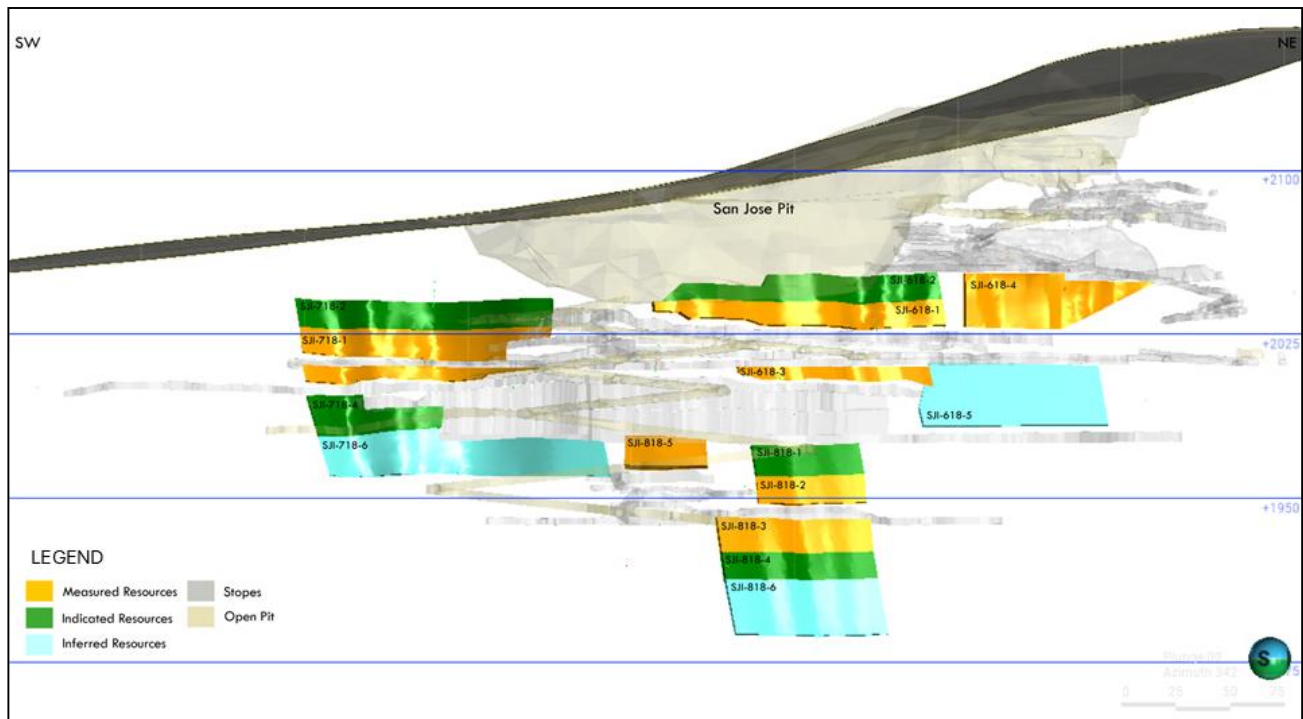 SW
NE
+2100
San Jose Pit
SJI-818-2
SJI-618-4
SJI-718-2
SJI-618-1
SJI-718-1
+2025
SJI-618-3
SJI-718-4
SJI-618-5
SJI-718-6
SJI-818-5
SJI-818-1
SJI-818-2
+1950
SJI-818-3
SJI-818-4
SJI-818-6
LEGEND
Measured Resources
Stopes
Indicated Resources
Open Pit
Inferred Resources
S
Azimuth 342
0 25 50 75